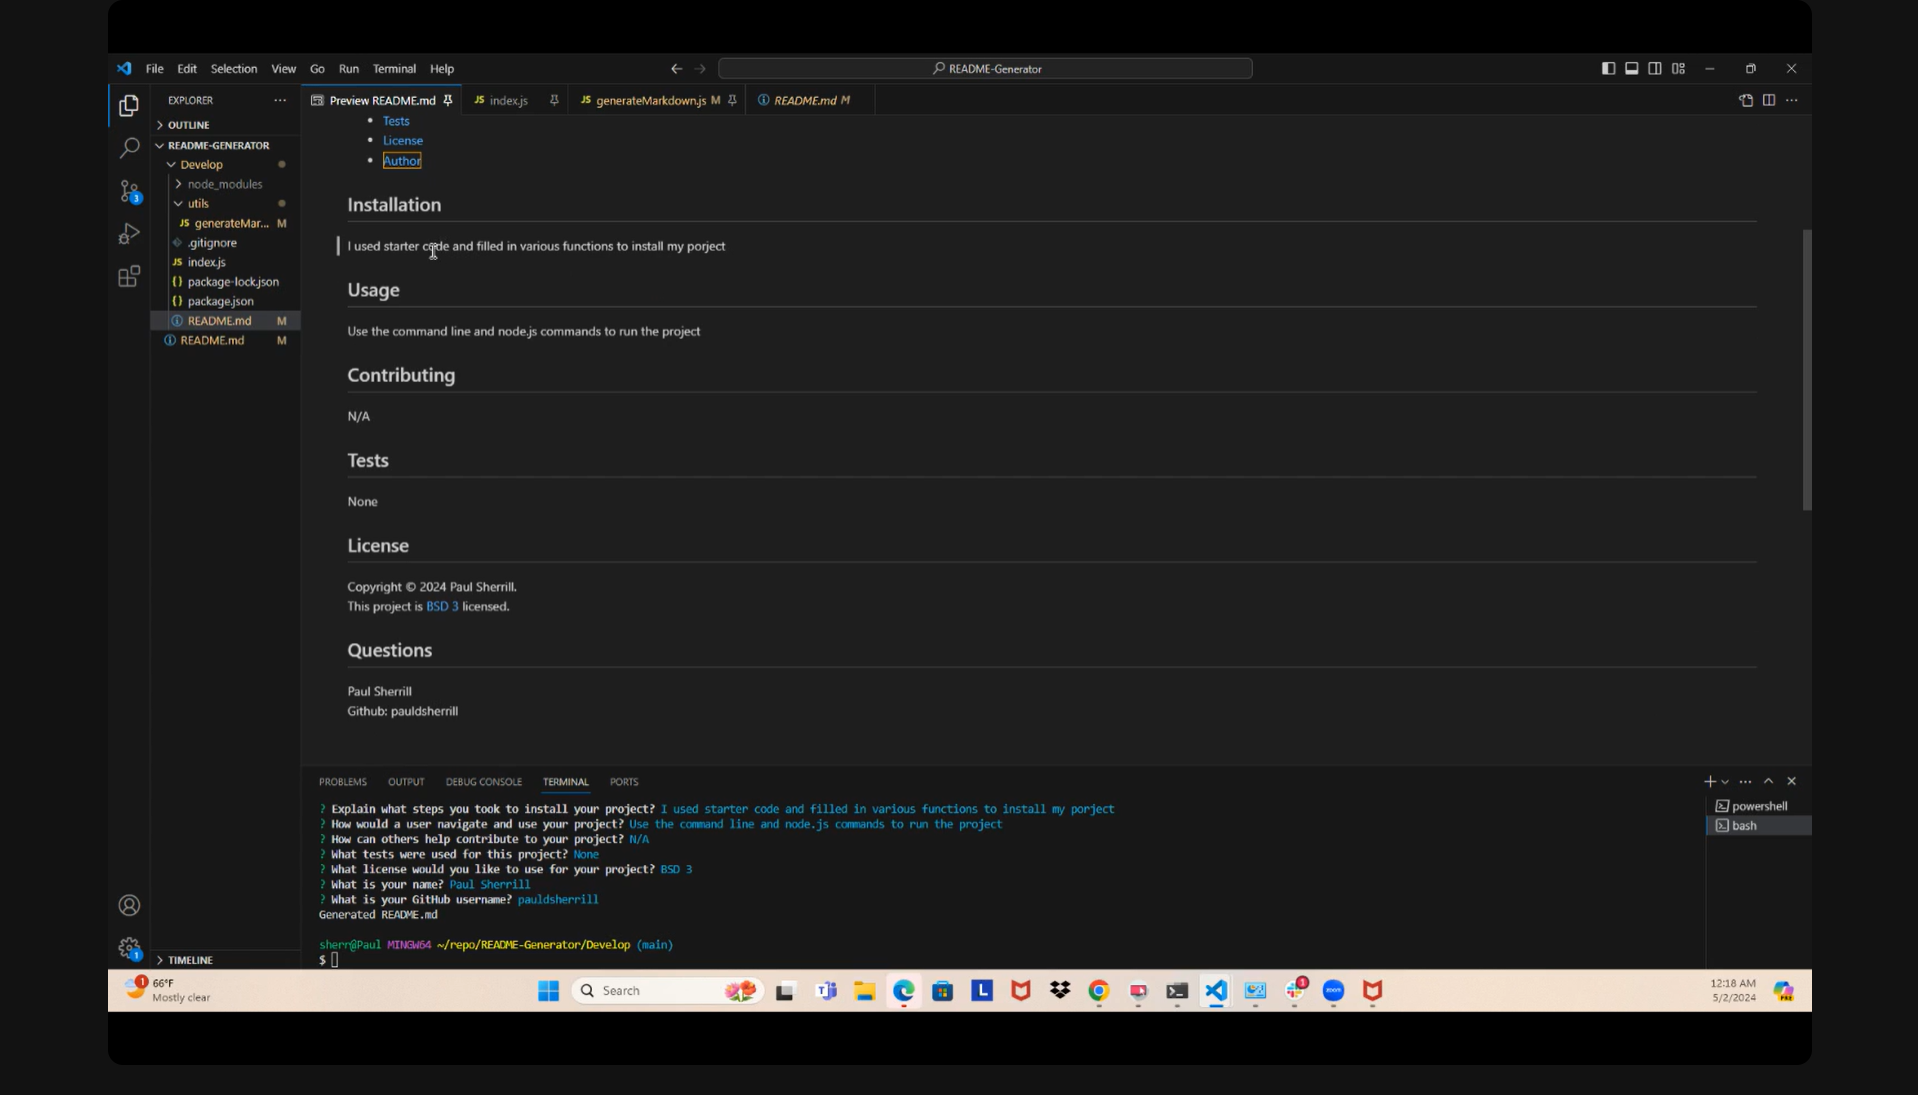 File Edit Selection View Go Run Terminal Help
README-Generator
EXPLORER
Preview README.md
JS index.js
JS generateMarkdown.js M
README.md M
OUTLINE
README-GENERATOR
Develop
node_modules
utils
JS generateMar... M
.gitignore
JS index.js
{} package-lock.json
{} package.json
README.md M
README.md M
TIMELINE
3
1
Tests
License
Author
Installation
I used starter code and filled in various functions to install my porject
Usage
Use the command line and node.js commands to run the project
Contributing
N/A
Tests
None
License
Copyright © 2024 Paul Sherrill.
This project is BSD 3 licensed.
Questions
Paul Sherrill
Github: pauldsherrill
PROBLEMS OUTPUT DEBUG CONSOLE TERMINAL PORTS
? Explain what steps you took to install your project? I used starter code and filled in various functions to install my porject
? How would a user navigate and use your project? Use the command line and node.js commands to run the project
? How can others help contribute to your project? N/A
? What tests were used for this project? None
? What license would you like to use for your project? BSD 3
? What is your name? Paul Sherrill
? What is your GitHub username? pauldsherrill
Generated README.md
sherr@Paul MINGW64 ~/repo/README-Generator/Develop (main)
$
powershell
bash
1
66°F
Mostly clear
Search
L
1
zoom
12:18 AM
5/2/2024
PRE